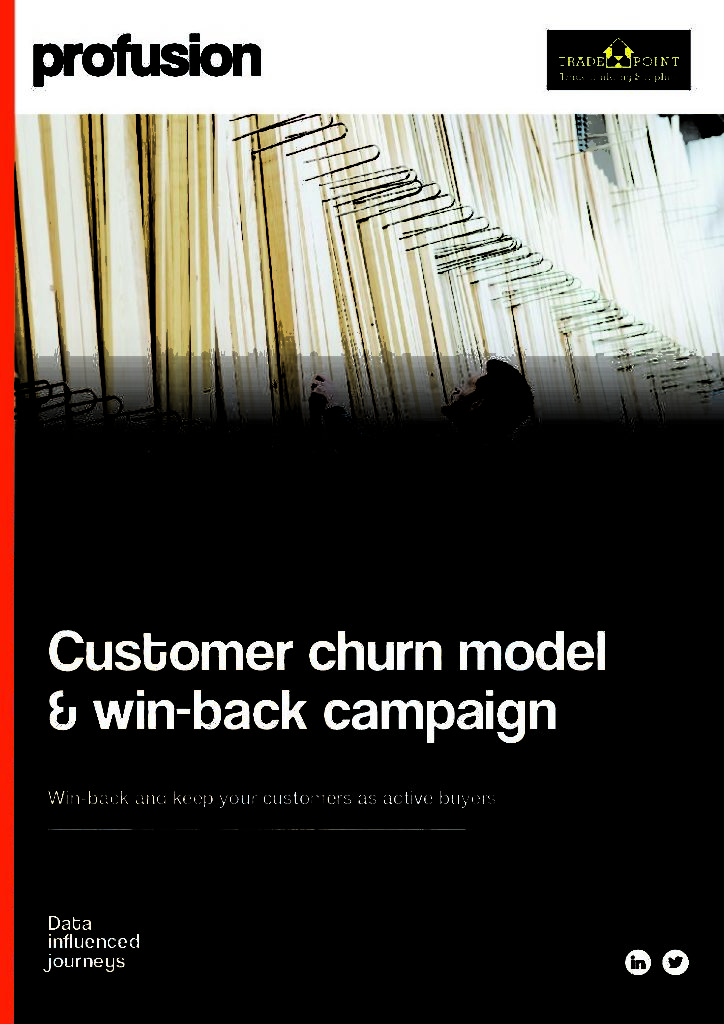 profusion
TRADE POINT
Customer churn model
& win-back campaign
Win-back and keep your customers as active buyers
Data
influenced
journeys
in